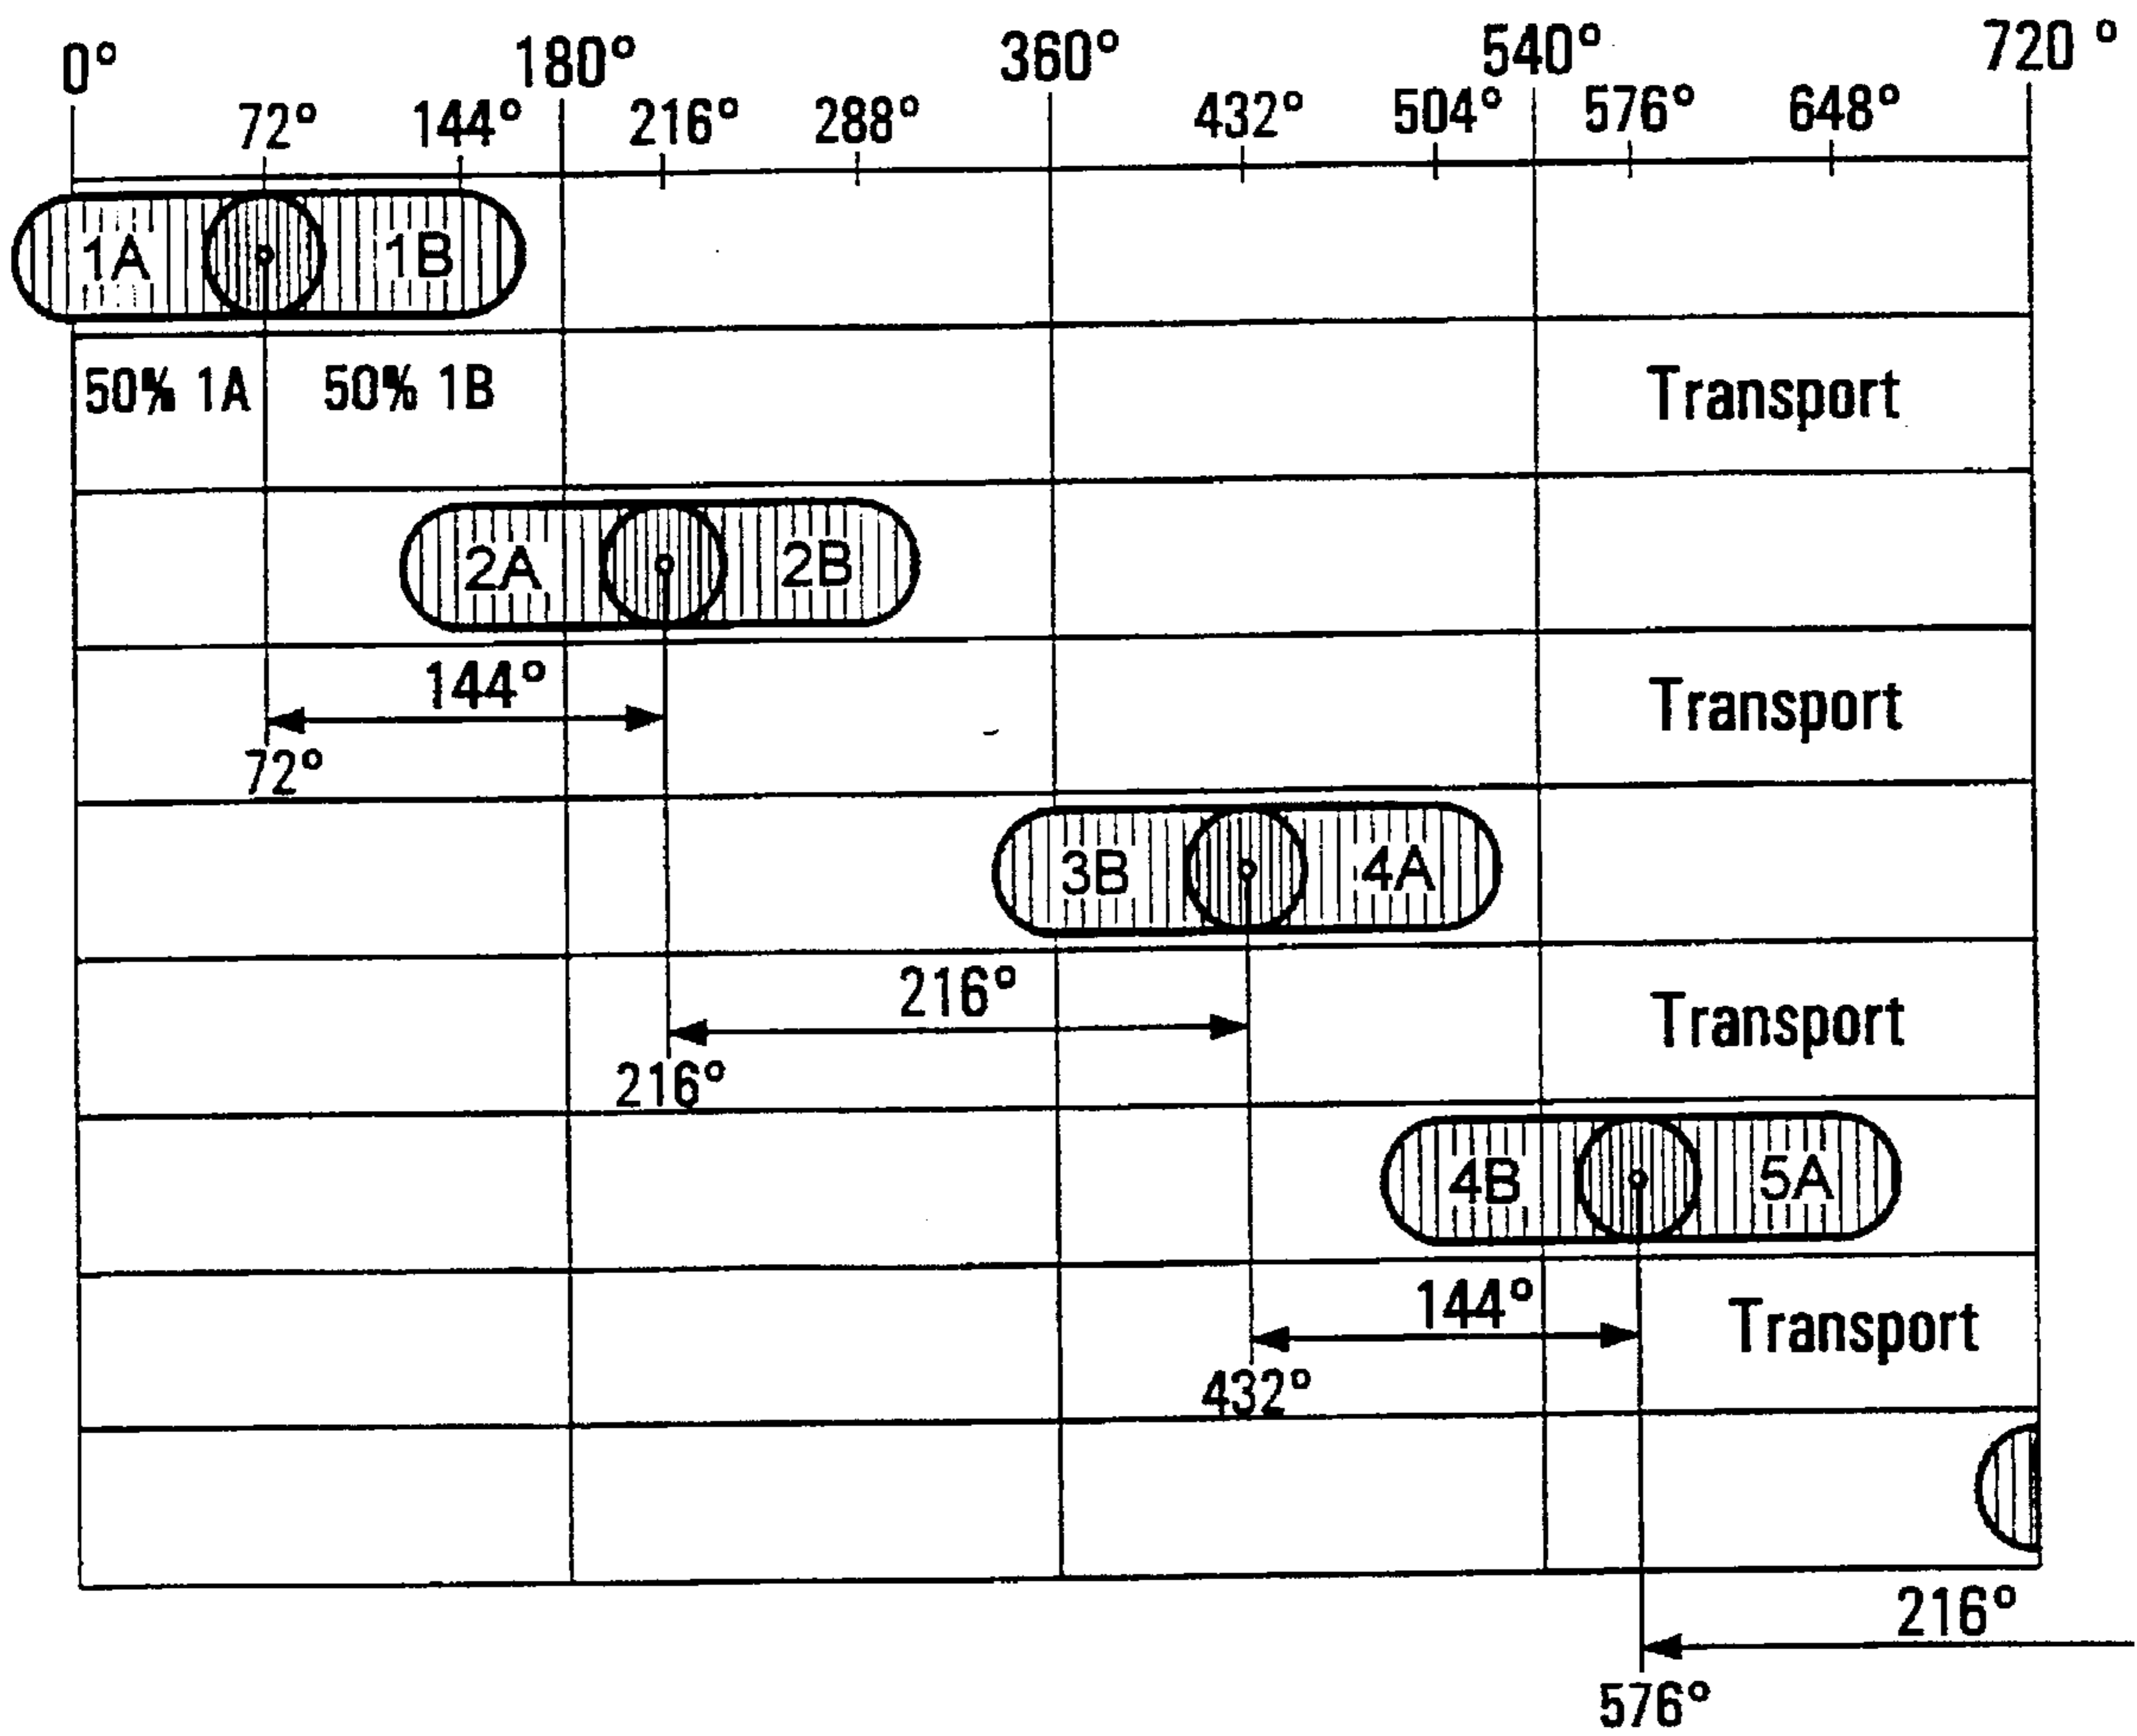 0° 180° 360° 540° 720 °
72° 144° 216° 288° 432° 504° 576° 648°
1A 1B
50% 1A 50% 1B Transport
2A 2B
144° Transport
72°
3B 4A
216° Transport
216°
4B 5A
144° Transport
432°
216°
576°